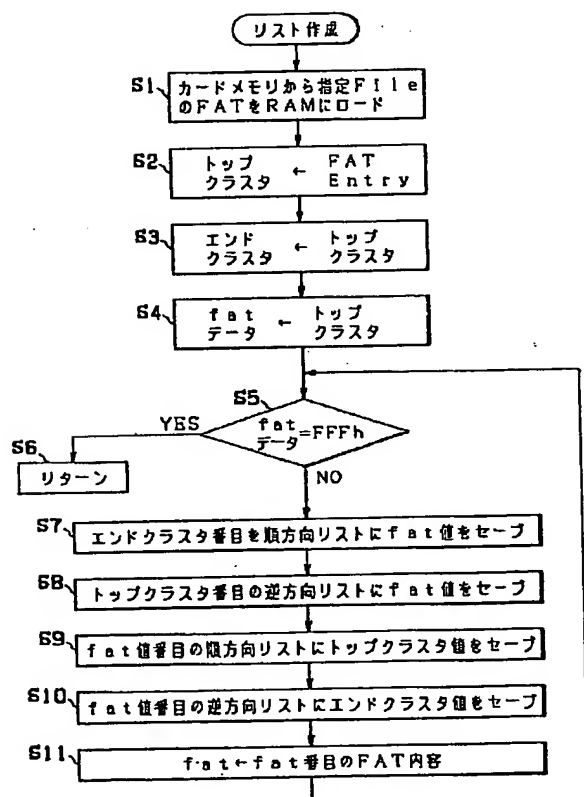 リスト作成
S1
カードメモリから指定FIle
のFATをRAMにロード
S2
トップ ← FAT
クラスタ Entry
S3
エンド ← トップ
クラスタ クラスタ
S4
fat ← トップ
データ クラスタ
S5
fat
データ =FFFh
YES
S6
リターン
NO
S7
エンドクラスタ番目を順方向リストにfat値をセーブ
S8
トップクラスタ番目の逆方向リストにfat値をセーブ
S9
fat値番目の順方向リストにトップクラスタ値をセーブ
S10
fat値番目の逆方向リストにエンドクラスタ値をセーブ
S11
fat←fat番目のFAT内容